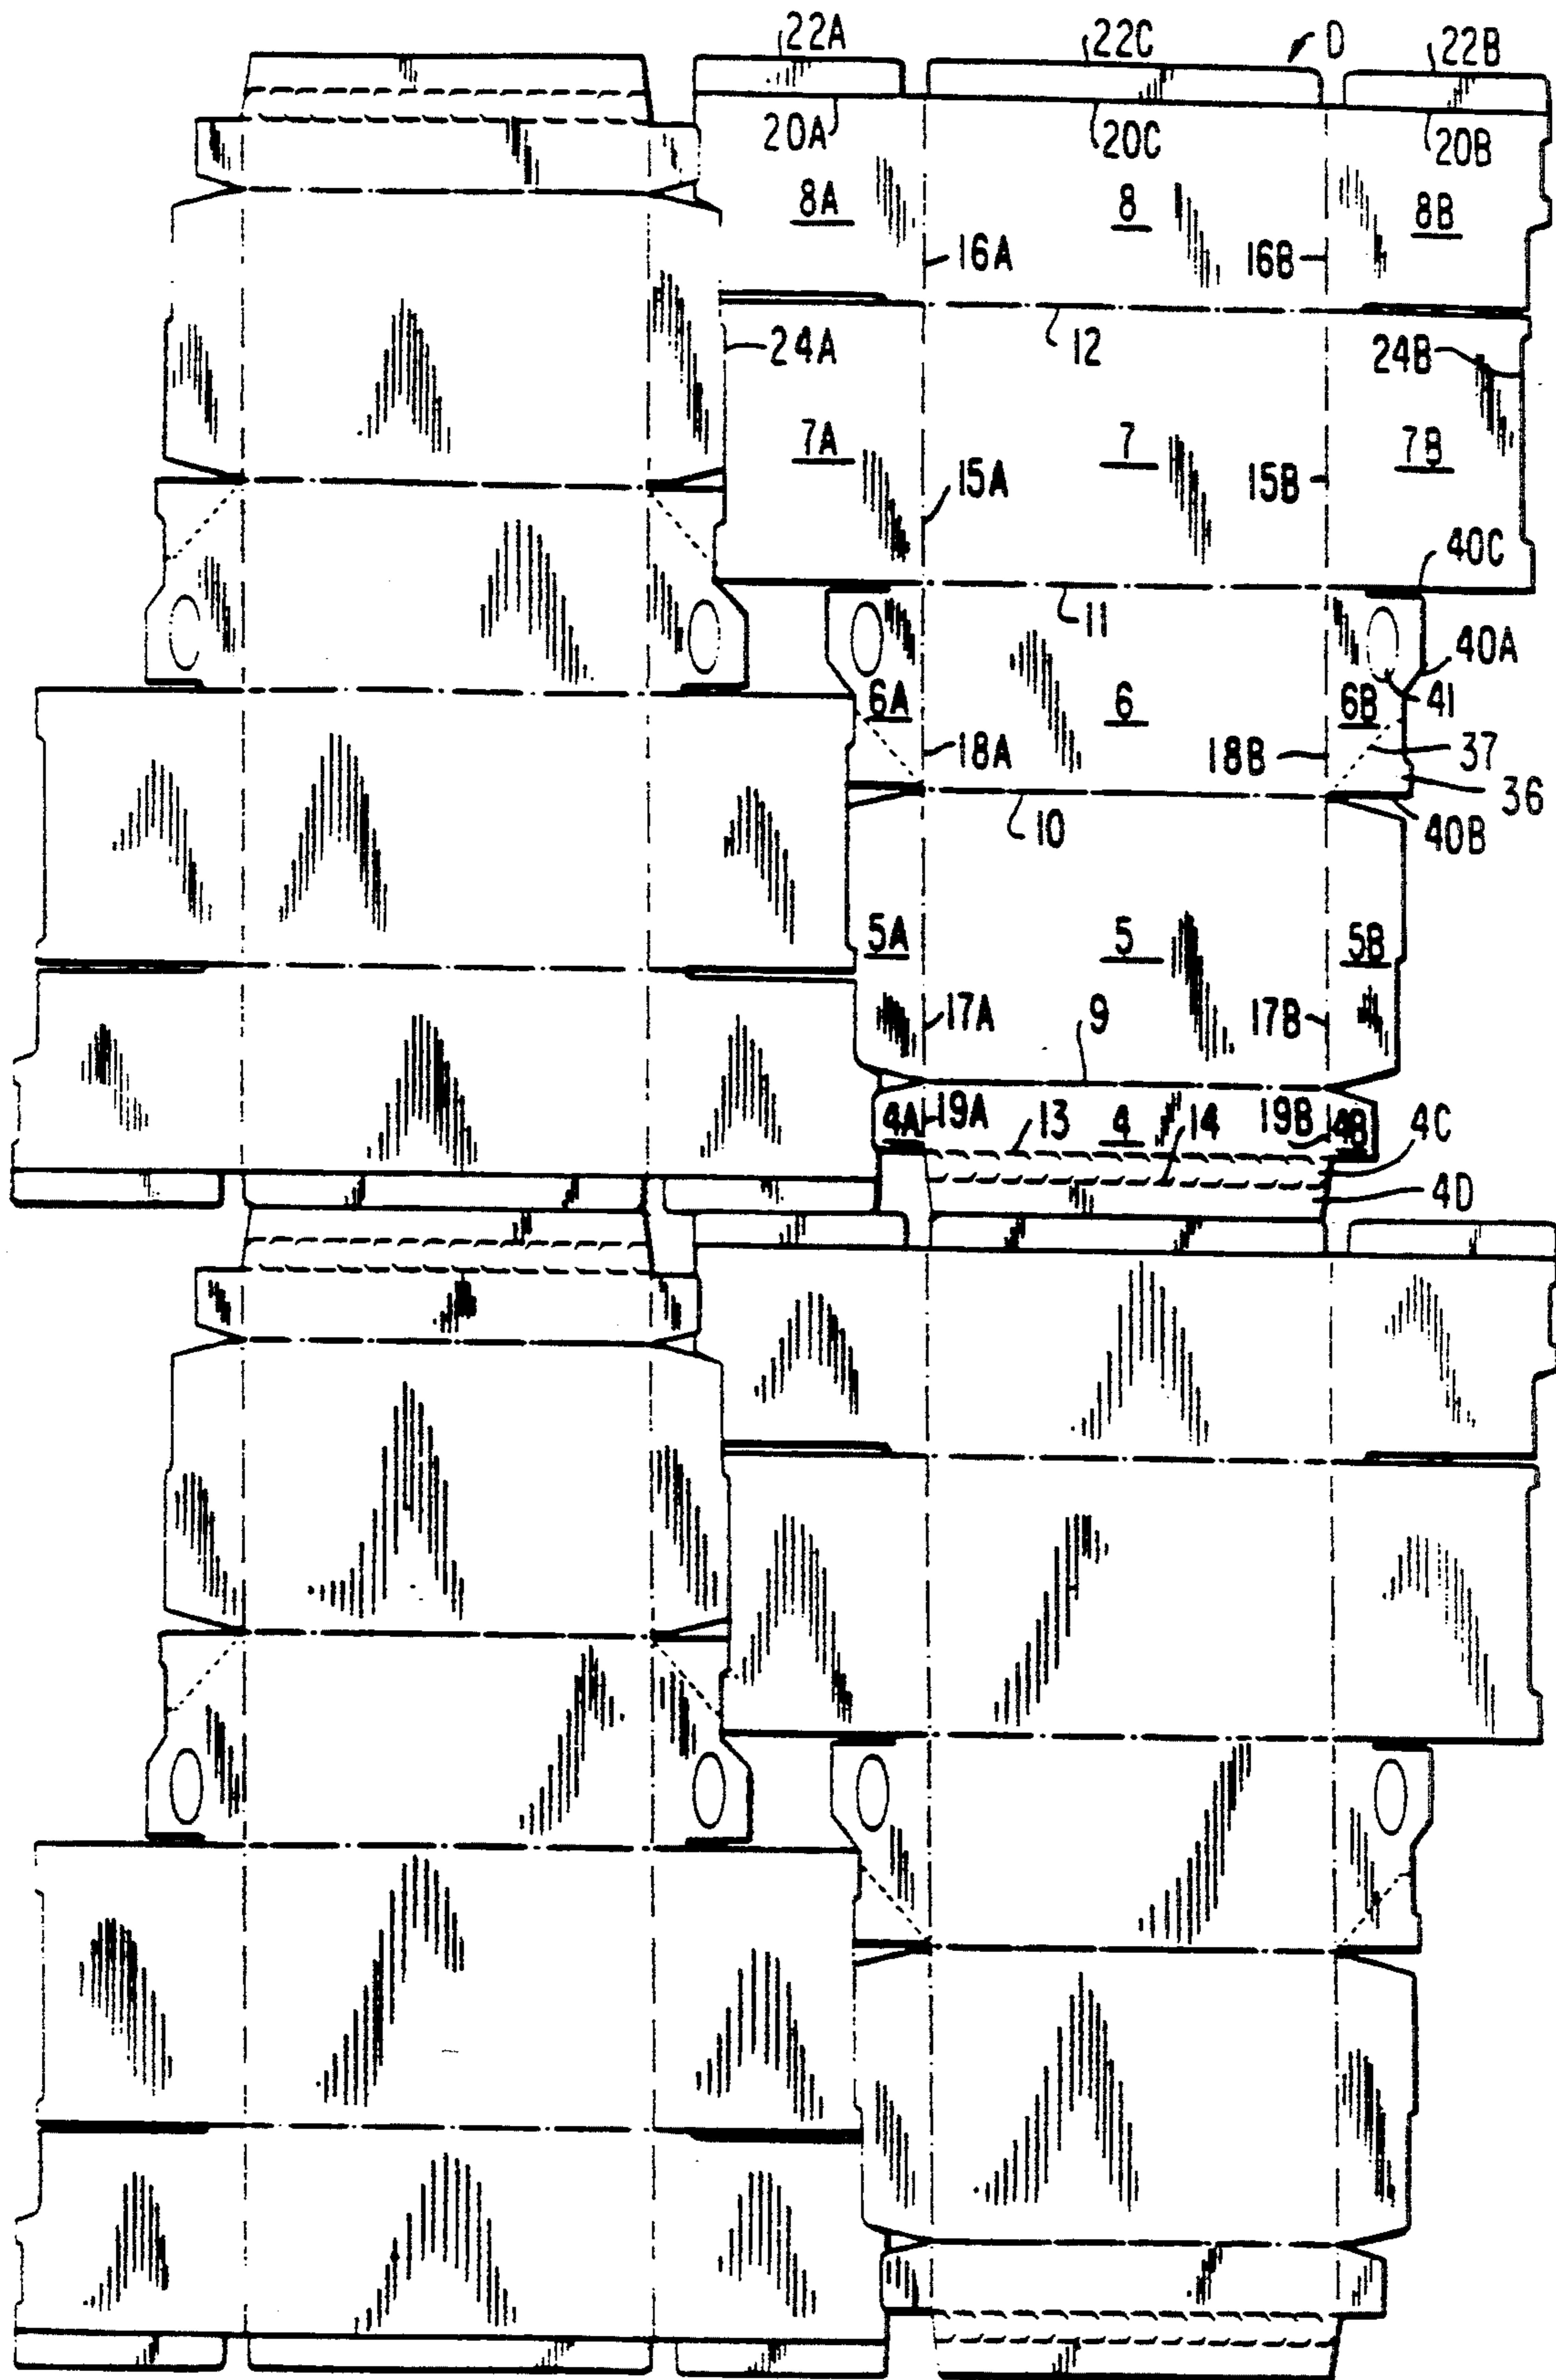 22A 22C D 22B
20A 20C 20B
8A 8 8B
16A 16B
12
24A 24B
7A 7 7B
15A 15B
40C
11
40A
41
6A 6 6B
18A 18B 37
36
10 40B
5A 5 5B
17A 9 17B
4A 19A 13 4 14 19B 4B 4C
4D